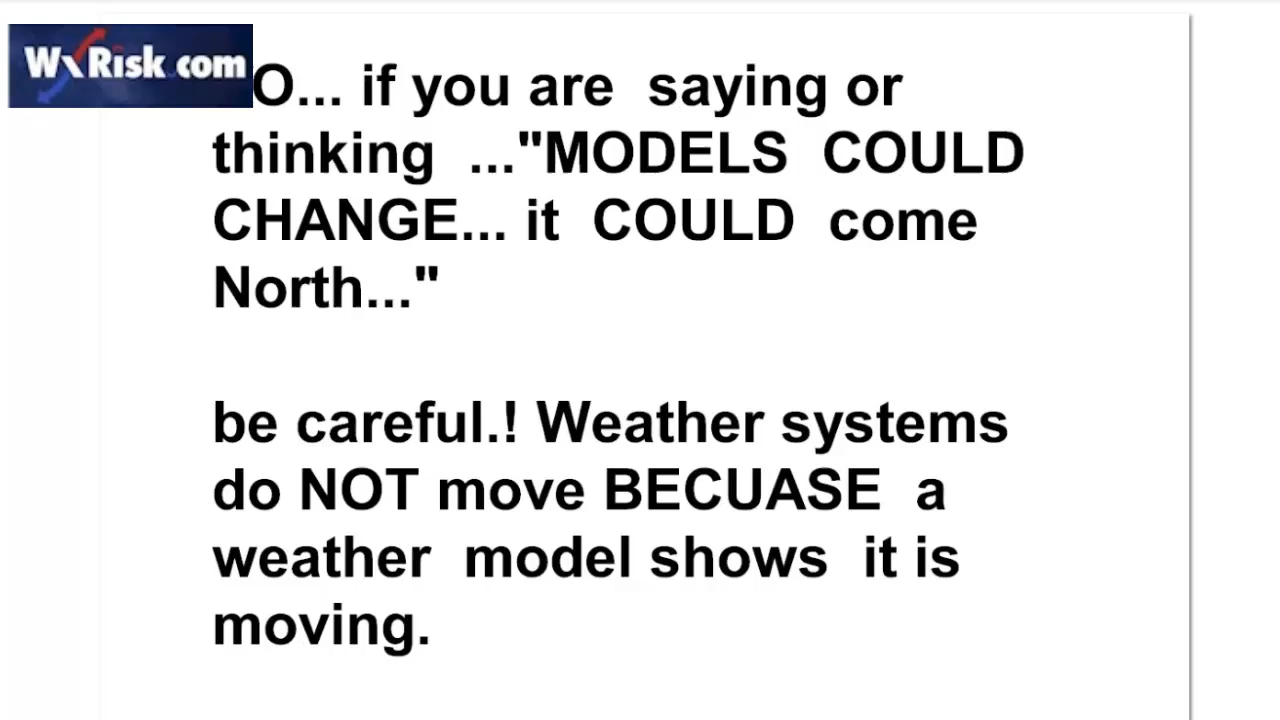 WxRisk.com
O... if you are saying or
thinking ..."MODELS COULD
CHANGE... it COULD come
North..."
be careful.! Weather systems
do NOT move BECUASE a
weather model shows it is
moving.